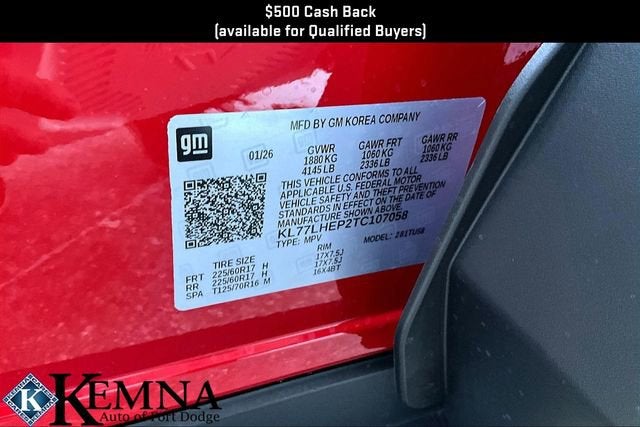 $500 Cash Back
(available for Qualified Buyers)
MFD BY GM KOREA COMPANY
gm
01/26 GVWR GAWR FRT GAWR RR
1880 KG 1060 KG 1060 KG
4145 LB 2336 LB 2336 LB
THIS VEHICLE CONFORMS TO ALL
APPLICABLE U.S. FEDERAL MOTOR
VEHICLE SAFETY AND THEFT PREVENTION
STANDARDS IN EFFECT ON THE DATE OF
MANUFACTURE SHOWN ABOVE.
KL77LHEP2TC107058
TYPE: MPV MODEL: 281TU58
TIRE SIZE RIM
FRT 225/60R17 H 17X7.5J
RR 225/60R17 H 17X7.5J
SPA T125/70R16 M 16X4BT
KEMNA
Auto of Fort Dodge